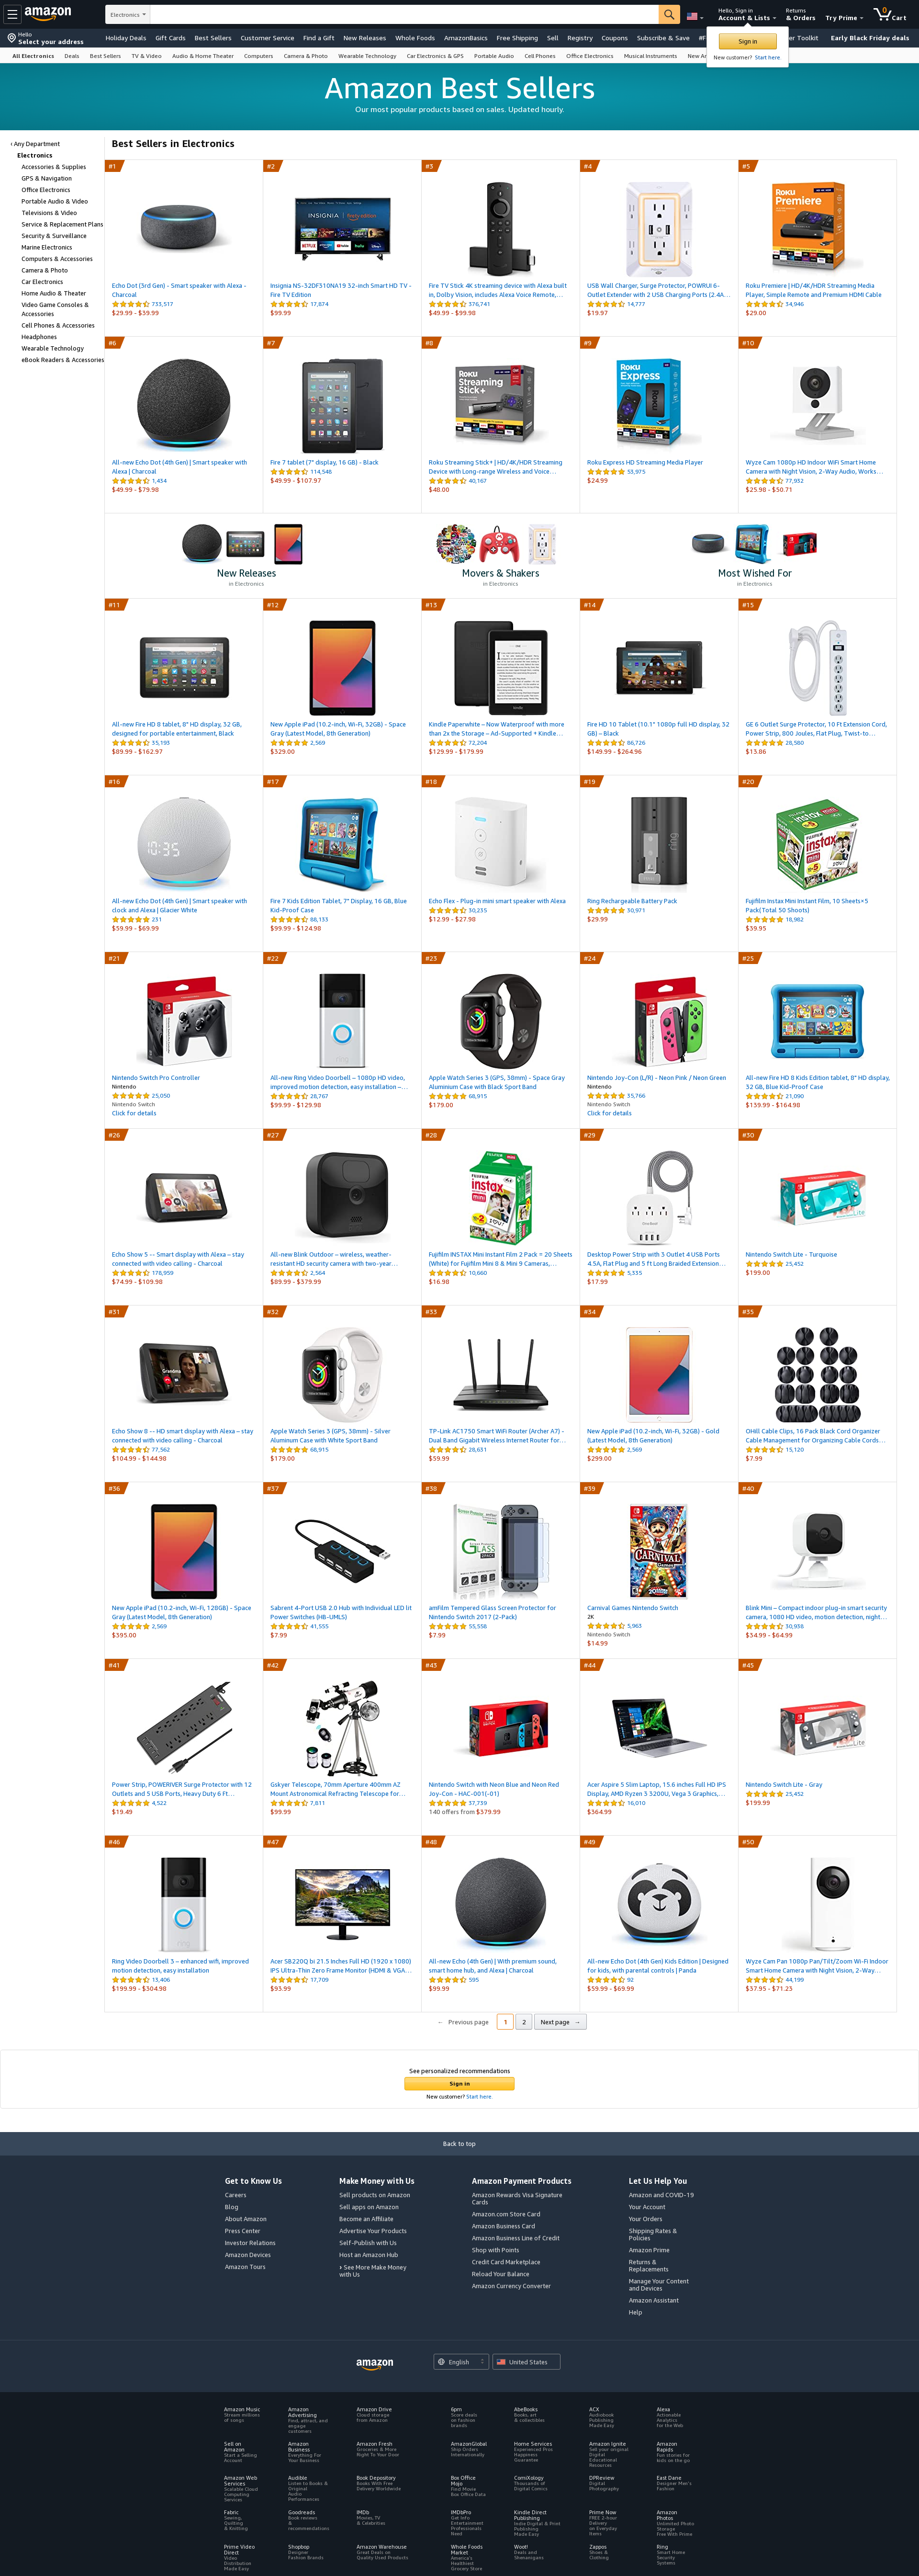 amazon
Electronics
Hello, Sign in
Account & Lists
Returns
& Orders
Try Prime
0
Cart
Hello
Select your address
Holiday Deals Gift Cards Best Sellers Customer Service Find a Gift New Releases Whole Foods AmazonBasics Free Shipping Sell Registry Coupons Subscribe & Save
er Toolkit
Early Black Friday deals
Sign in
New customer? Start here.
All Electronics Deals Best Sellers TV & Video Audio & Home Theater Computers Camera & Photo Wearable Technology Car Electronics & GPS Portable Audio Cell Phones Office Electronics Musical Instruments
Amazon Best Sellers
Our most popular products based on sales. Updated hourly.
‹ Any Department
Electronics
Accessories & Supplies
GPS & Navigation
Office Electronics
Portable Audio & Video
Televisions & Video
Service & Replacement Plans
Security & Surveillance
Marine Electronics
Computers & Accessories
Camera & Photo
Car Electronics
Home Audio & Theater
Video Game Consoles &
Accessories
Cell Phones & Accessories
Headphones
Wearable Technology
eBook Readers & Accessories
Best Sellers in Electronics
#1
Echo Dot (3rd Gen) - Smart speaker with Alexa -
Charcoal
733,517
$29.99 - $39.99
#2
INSIGNIA
Insignia NS-32DF310NA19 32-inch Smart HD TV -
Fire TV Edition
17,874
$99.99
#3
Fire TV Stick 4K streaming device with Alexa built
in, Dolby Vision, includes Alexa Voice Remote,…
376,741
$49.99 - $99.98
#4
USB Wall Charger, Surge Protector, POWRUI 6-
Outlet Extender with 2 USB Charging Ports (2.4A…
14,777
$19.97
#5
Roku
Premiere
Roku Premiere | HD/4K/HDR Streaming Media
Player, Simple Remote and Premium HDMI Cable
34,946
$29.00
#6
All-new Echo Dot (4th Gen) | Smart speaker with
Alexa | Charcoal
1,434
$49.99 - $79.98
#7
Fire 7 tablet (7" display, 16 GB) - Black
114,546
$49.99 - $107.97
#8
Roku
Streaming
Stick+
Roku Streaming Stick+ | HD/4K/HDR Streaming
Device with Long-range Wireless and Voice…
40,167
$48.00
#9
Roku
Express
Roku Express HD Streaming Media Player
53,975
$24.99
#10
Wyze Cam 1080p HD Indoor WiFi Smart Home
Camera with Night Vision, 2-Way Audio, Works…
77,932
$25.98 - $50.71
New Releases
in Electronics
Movers & Shakers
in Electronics
Most Wished For
in Electronics
#11
All-new Fire HD 8 tablet, 8" HD display, 32 GB,
designed for portable entertainment, Black
35,193
$89.99 - $162.97
#12
New Apple iPad (10.2-inch, Wi-Fi, 32GB) - Space
Gray (Latest Model, 8th Generation)
2,569
$329.00
#13
kindle
Kindle Paperwhite – Now Waterproof with more
than 2x the Storage – Ad-Supported + Kindle…
72,204
$129.99 - $179.99
#14
Fire HD 10 Tablet (10.1" 1080p full HD display, 32
GB) – Black
86,726
$149.99 - $264.96
#15
GE 6 Outlet Surge Protector, 10 Ft Extension Cord,
Power Strip, 800 Joules, Flat Plug, Twist-to…
28,580
$13.86
#16
10:35
All-new Echo Dot (4th Gen) | Smart speaker with
clock and Alexa | Glacier White
231
$59.99 - $69.99
#17
Fire 7 Kids Edition Tablet, 7" Display, 16 GB, Blue
Kid-Proof Case
88,133
$99.99 - $124.98
#18
Echo Flex - Plug-in mini smart speaker with Alexa
30,235
$12.99 - $27.98
#19
ring
Ring Rechargeable Battery Pack
30,971
$29.99
#20
instax
mini
Fujifilm Instax Mini Instant Film, 10 Sheets×5
Pack(Total 50 Shoots)
18,982
$39.95
#21
Nintendo Switch Pro Controller
Nintendo
25,050
Nintendo Switch
Click for details
#22
ring
All-new Ring Video Doorbell – 1080p HD video,
improved motion detection, easy installation –…
28,767
$99.99 - $129.98
#23
Apple Watch Series 3 (GPS, 38mm) - Space Gray
Aluminium Case with Black Sport Band
68,915
$179.00
#24
Nintendo Joy-Con (L/R) - Neon Pink / Neon Green
Nintendo
35,766
Nintendo Switch
Click for details
#25
All-new Fire HD 8 Kids Edition tablet, 8" HD display,
32 GB, Blue Kid-Proof Case
21,090
$139.99 - $164.98
#26
Echo Show 5 -- Smart display with Alexa – stay
connected with video calling - Charcoal
178,959
$74.99 - $109.98
#27
All-new Blink Outdoor – wireless, weather-
resistant HD security camera with two-year…
2,564
$89.99 - $379.99
#28
FUJIFILM
instax
mini
Fujifilm INSTAX Mini Instant Film 2 Pack = 20 Sheets
(White) for Fujifilm Mini 8 & Mini 9 Cameras,…
10,660
$16.98
#29
Desktop Power Strip with 3 Outlet 4 USB Ports
4.5A, Flat Plug and 5 ft Long Braided Extension…
5,335
$17.99
#30
Lite
Nintendo Switch Lite - Turquoise
25,452
$199.00
#31
Grandma
Echo Show 8 -- HD smart display with Alexa – stay
connected with video calling - Charcoal
77,562
$104.99 - $144.98
#32
Apple Watch Series 3 (GPS, 38mm) - Silver
Aluminum Case with White Sport Band
68,915
$179.00
#33
TP-Link AC1750 Smart WiFi Router (Archer A7) -
Dual Band Gigabit Wireless Internet Router for…
28,631
$59.99
#34
New Apple iPad (10.2-inch, Wi-Fi, 32GB) - Gold
(Latest Model, 8th Generation)
2,569
$299.00
#35
OHill Cable Clips, 16 Pack Black Cord Organizer
Cable Management for Organizing Cable Cords…
15,120
$7.99
#36
New Apple iPad (10.2-inch, Wi-Fi, 128GB) - Space
Gray (Latest Model, 8th Generation)
2,569
$395.00
#37
Sabrent 4-Port USB 2.0 Hub with Individual LED lit
Power Switches (HB-UMLS)
41,555
$7.99
#38
GLASS
amFilm Tempered Glass Screen Protector for
Nintendo Switch 2017 (2-Pack)
55,558
$7.99
#39
CARNIVAL
GAMES
Carnival Games Nintendo Switch
2K
5,963
Nintendo Switch
$14.99
#40
Blink Mini – Compact indoor plug-in smart security
camera, 1080 HD video, motion detection, night…
30,938
$34.99 - $64.99
#41
Power Strip, POWERIVER Surge Protector with 12
Outlets and 5 USB Ports, Heavy Duty 6 Ft…
4,522
$19.49
#42
Gskyer Telescope, 70mm Aperture 400mm AZ
Mount Astronomical Refracting Telescope for…
7,811
$99.99
#43
Nintendo Switch with Neon Blue and Neon Red
Joy-Con - HAC-001(-01)
37,739
140 offers from $379.99
#44
Acer Aspire 5 Slim Laptop, 15.6 inches Full HD IPS
Display, AMD Ryzen 3 3200U, Vega 3 Graphics,…
16,010
$364.99
#45
Lite
Nintendo Switch Lite - Gray
25,452
$199.99
#46
ring
Ring Video Doorbell 3 – enhanced wifi, improved
motion detection, easy installation
13,406
$199.99 - $304.98
#47
Acer SB220Q bi 21.5 Inches Full HD (1920 x 1080)
IPS Ultra-Thin Zero Frame Monitor (HDMI & VGA…
17,709
$93.99
#48
All-new Echo (4th Gen) | With premium sound,
smart home hub, and Alexa | Charcoal
595
$99.99
#49
All-new Echo Dot (4th Gen) Kids Edition | Designed
for kids, with parental controls | Panda
92
$59.99 - $69.99
#50
Wyze Cam Pan 1080p Pan/Tilt/Zoom Wi-Fi Indoor
Smart Home Camera with Night Vision, 2-Way…
44,199
$37.95 - $71.23
← Previous page 1 2 Next page →
See personalized recommendations
Sign in
New customer? Start here.
Back to top
Get to Know Us
Careers
Blog
About Amazon
Press Center
Investor Relations
Amazon Devices
Amazon Tours
Make Money with Us
Sell products on Amazon
Sell apps on Amazon
Become an Affiliate
Advertise Your Products
Self-Publish with Us
Host an Amazon Hub
› See More Make Money
with Us
Amazon Payment Products
Amazon Rewards Visa Signature
Cards
Amazon.com Store Card
Amazon Business Card
Amazon Business Line of Credit
Shop with Points
Credit Card Marketplace
Reload Your Balance
Amazon Currency Converter
Let Us Help You
Amazon and COVID-19
Your Account
Your Orders
Shipping Rates &
Policies
Amazon Prime
Returns &
Replacements
Manage Your Content
and Devices
Amazon Assistant
Help
amazon
English
United States
Amazon Music
Stream millions
of songs
Amazon
Advertising
Find, attract, and
engage
customers
Amazon Drive
Cloud storage
from Amazon
6pm
Score deals
on fashion
brands
AbeBooks
Books, art
& collectibles
ACX
Audiobook
Publishing
Made Easy
Alexa
Actionable
Analytics
for the Web
Sell on
Amazon
Start a Selling
Account
Amazon
Business
Everything For
Your Business
Amazon Fresh
Groceries & More
Right To Your Door
AmazonGlobal
Ship Orders
Internationally
Home Services
Experienced Pros
Happiness
Guarantee
Amazon Ignite
Sell your original
Digital
Educational
Resources
Amazon
Rapids
Fun stories for
kids on the go
Amazon Web
Services
Scalable Cloud
Computing
Services
Audible
Listen to Books &
Original
Audio
Performances
Book Depository
Books With Free
Delivery Worldwide
Box Office
Mojo
Find Movie
Box Office Data
ComiXology
Thousands of
Digital Comics
DPReview
Digital
Photography
East Dane
Designer Men's
Fashion
Fabric
Sewing,
Quilting
& Knitting
Goodreads
Book reviews
&
recommendations
IMDb
Movies, TV
& Celebrities
IMDbPro
Get Info
Entertainment
Professionals
Need
Kindle Direct
Publishing
Indie Digital & Print
Publishing
Made Easy
Prime Now
FREE 2-hour
Delivery
on Everyday
Items
Amazon
Photos
Unlimited Photo
Storage
Free With Prime
Prime Video
Direct
Video
Distribution
Made Easy
Shopbop
Designer
Fashion Brands
Amazon Warehouse
Great Deals on
Quality Used Products
Whole Foods
Market
America's
Healthiest
Grocery Store
Woot!
Deals and
Shenanigans
Zappos
Shoes &
Clothing
Ring
Smart Home
Security
Systems